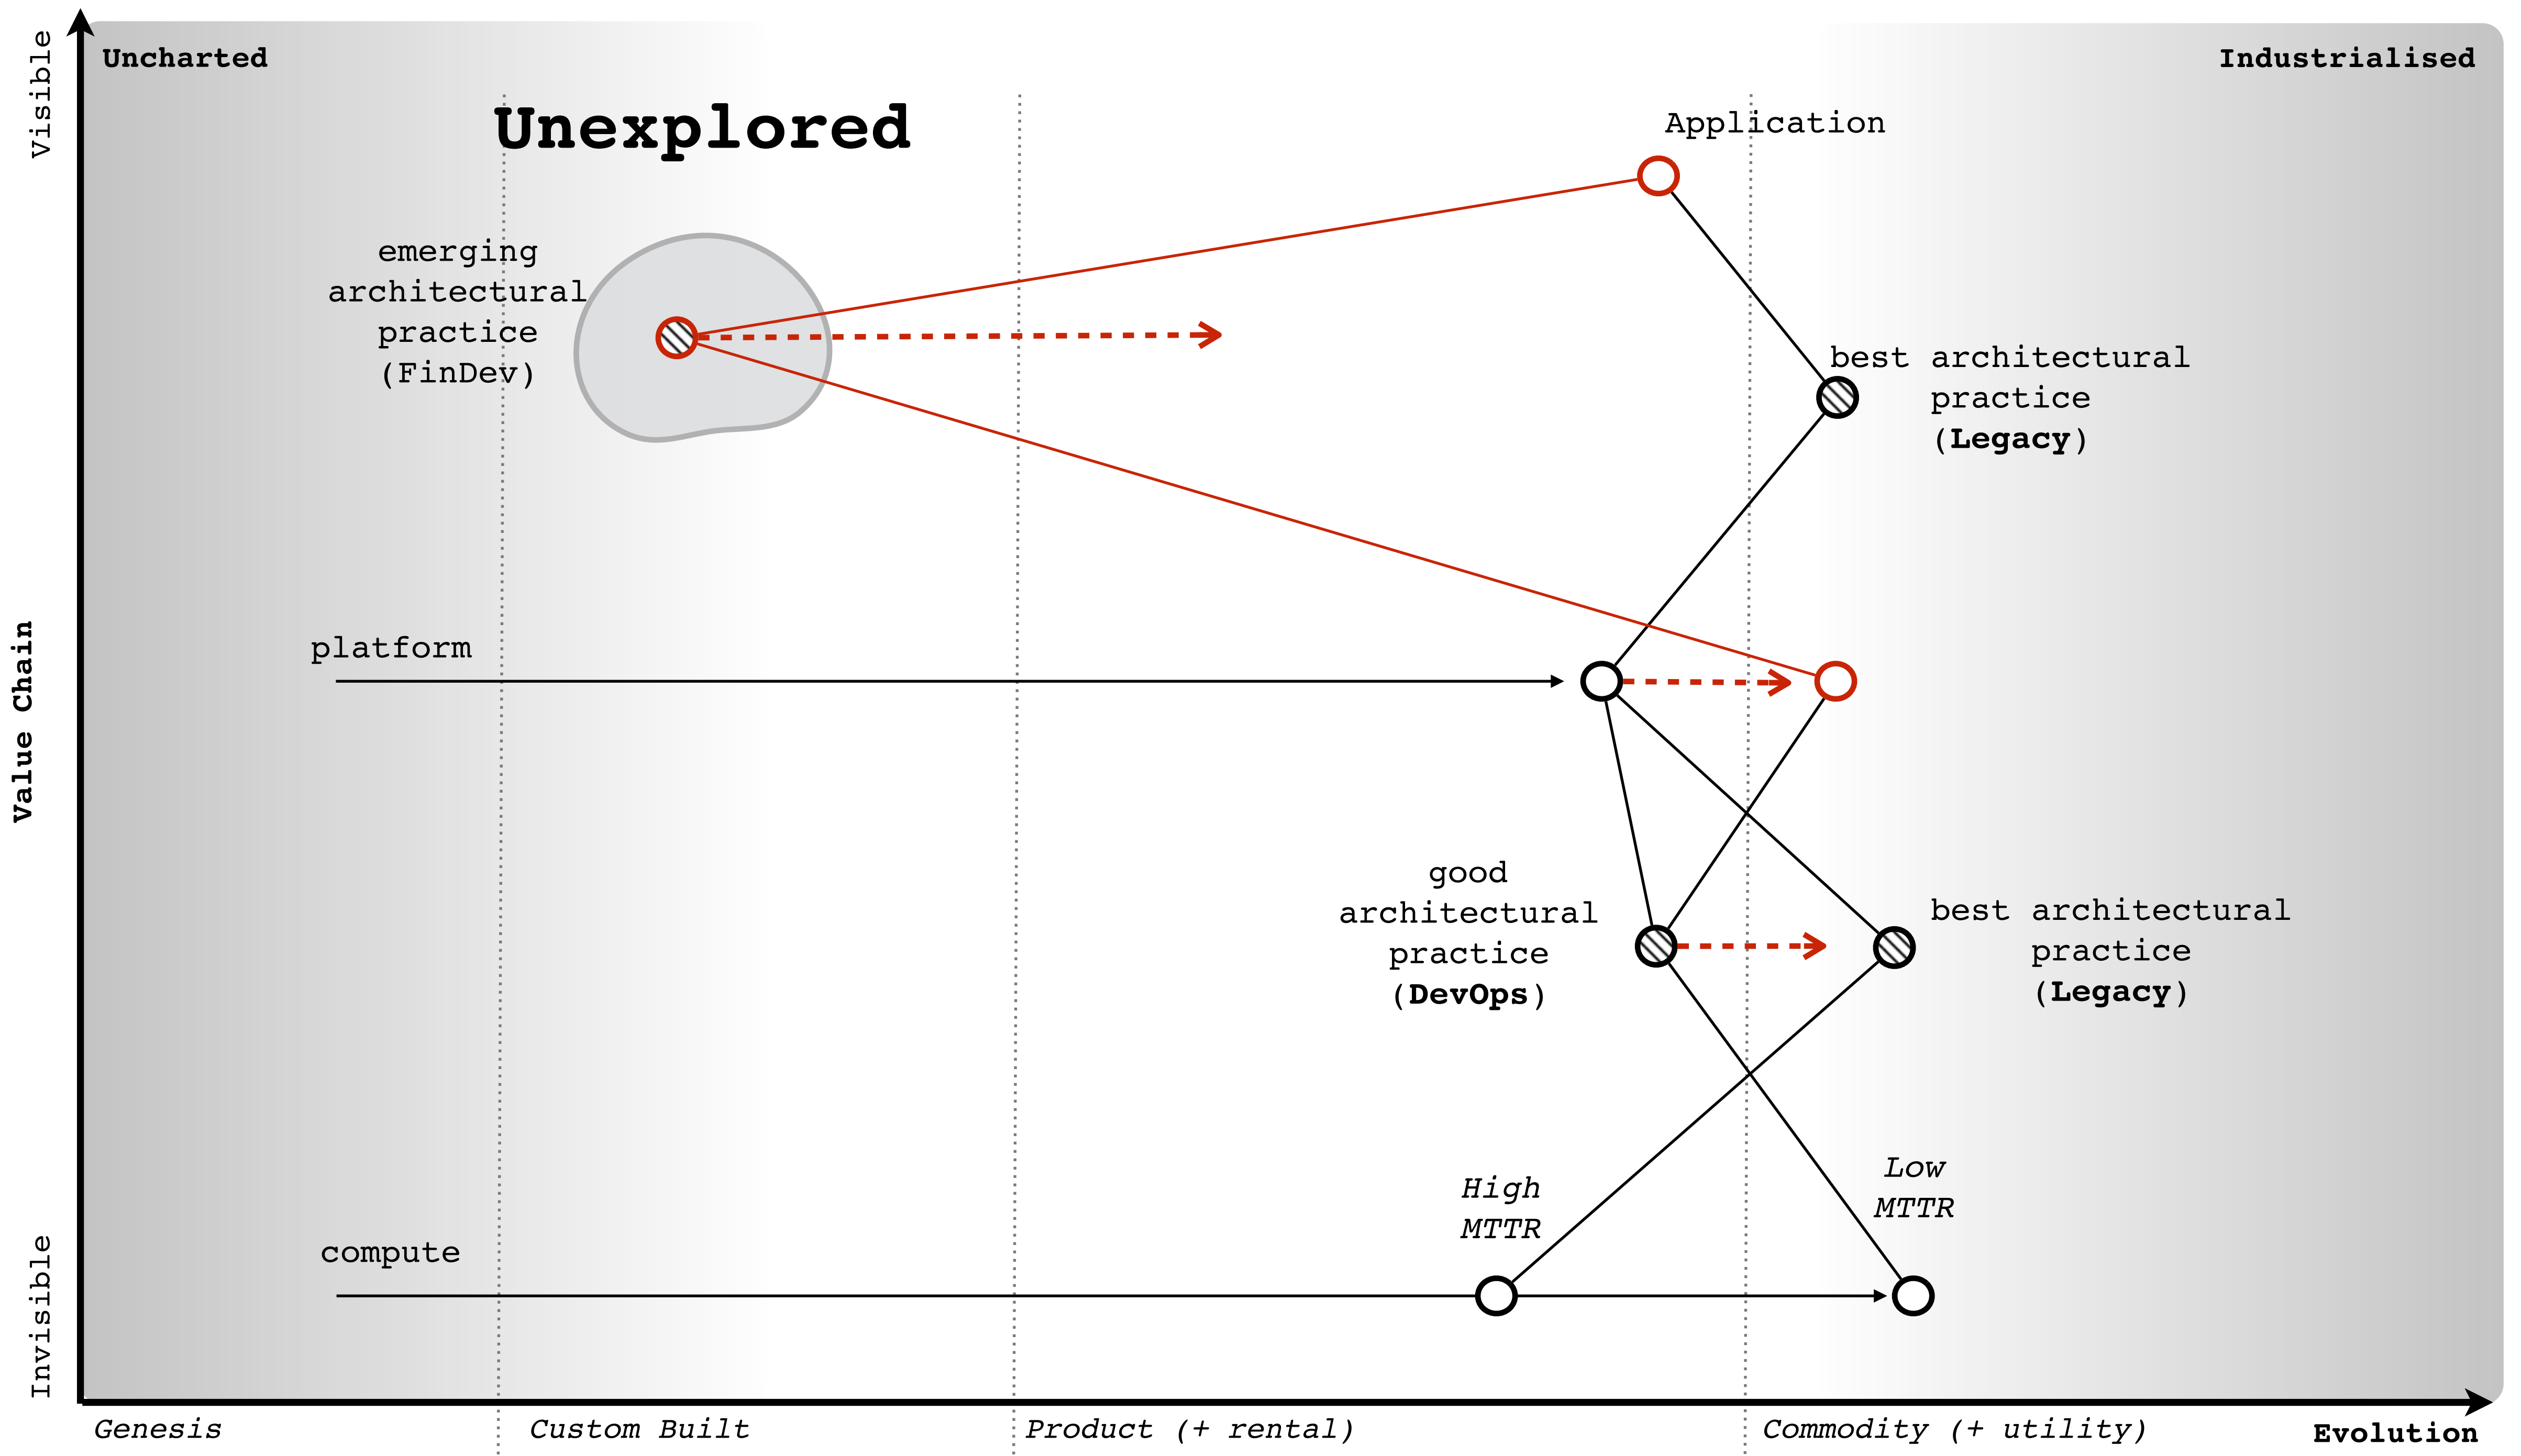 Visible
Uncharted
Industrialised
Unexplored
Application
emerging
architectural
practice
(FinDev)
best architectural
practice
(Legacy)
platform
Value Chain
good
architectural
practice
(DevOps)
best architectural
practice
(Legacy)
High
MTTR
Low
MTTR
compute
Invisible
Genesis
Custom Built
Product (+ rental)
Commodity (+ utility)
Evolution